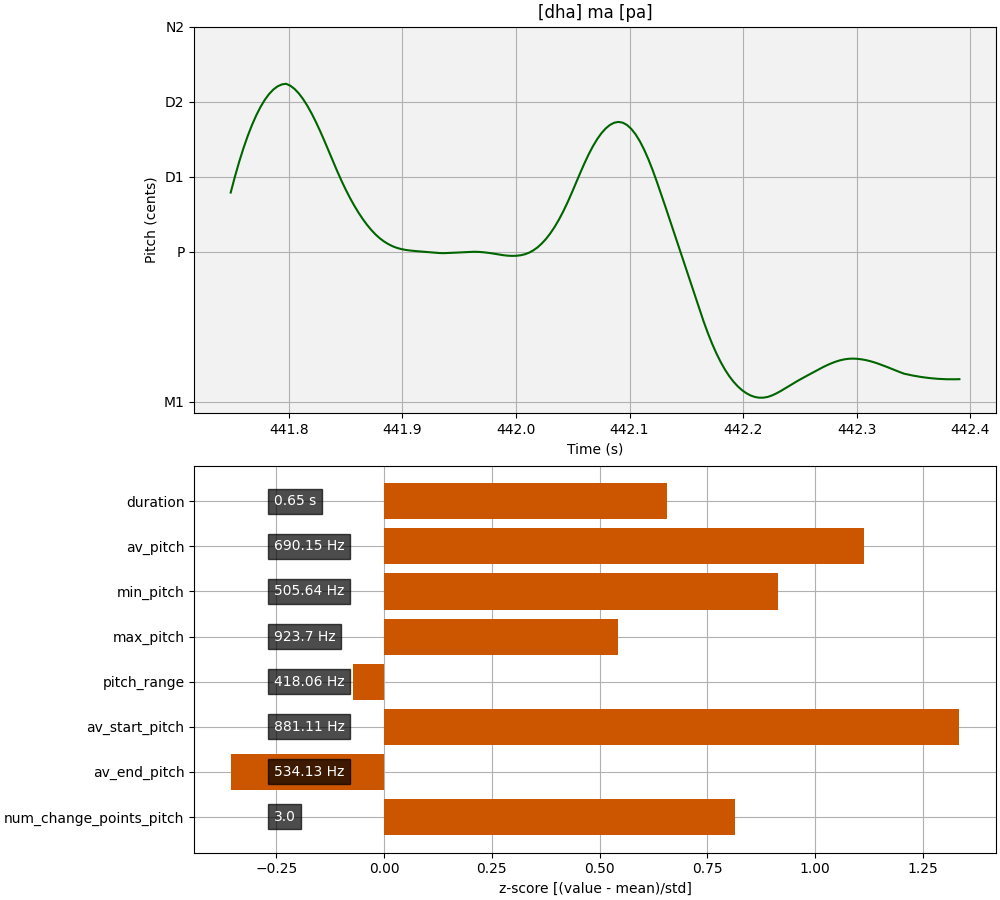 [dha] ma [pa]
N2
D2
D1
P
M1
Pitch (cents)
441.8 441.9 442.0 442.1 442.2 442.3 442.4
Time (s)
duration 0.65 s
av_pitch 690.15 Hz
min_pitch 505.64 Hz
max_pitch 923.7 Hz
pitch_range 418.06 Hz
av_start_pitch 881.11 Hz
av_end_pitch 534.13 Hz
num_change_points_pitch 3.0
−0.25 0.00 0.25 0.50 0.75 1.00 1.25
z-score [(value - mean)/std]